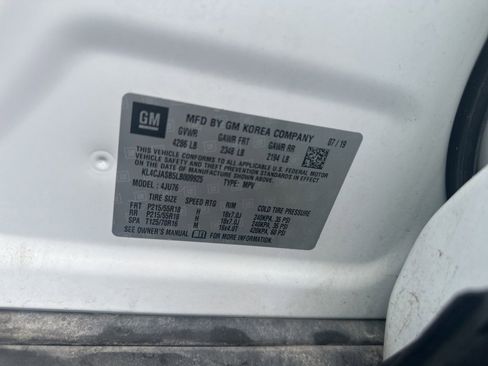 GM
MFD BY GM KOREA COMPANY 07/19
GVWR GAWR FRT GAWR RR
4286 LB 2348 LB 2194 LB
THIS VEHICLE CONFORMS TO ALL APPLICABLE U.S. FEDERAL MOTOR
VEHICLE SAFETY, BUMPER, AND THEFT PREVENTION STANDARDS IN
EFFECT ON THE DATE OF MANUFACTURE SHOWN ABOVE.
KL4CJASB5LB009925 TYPE: MPV
MODEL: 4JU76
TIRE SIZE SPEED RTG RIM COLD TIRE PRESSURE
FRT P215/55R18 H 18x7.0J 240KPA, 35 PSI
RR P215/55R18 H 18x7.0J 240KPA, 35 PSI
SPA T125/70R16 M 16x4.0T 420KPA, 60 PSI
SEE OWNER'S MANUAL FOR MORE INFORMATION.